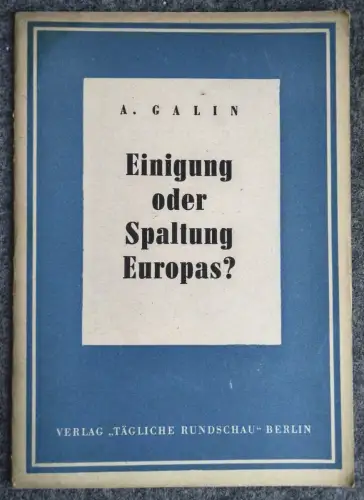 A. GALIN
Einigung
oder
Spaltung
Europas?
VERLAG „TÄGLICHE RUNDSCHAU“ BERLIN